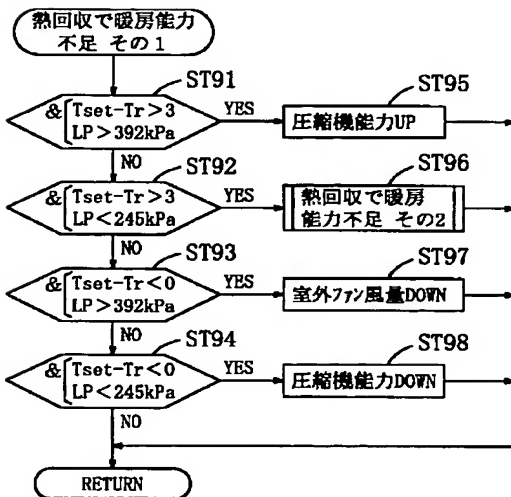 熱回収で暖房能力
不足 その1
ST91
& Tset-Tr>3
LP>392kPa
YES
ST95
圧縮機能力UP
NO
ST92
& Tset-Tr>3
LP<245kPa
YES
ST96
熱回収で暖房
能力不足 その2
NO
ST93
& Tset-Tr<0
LP>392kPa
YES
ST97
室外ファン風量DOWN
NO
ST94
& Tset-Tr<0
LP<245kPa
YES
ST98
圧縮機能力DOWN
NO
RETURN